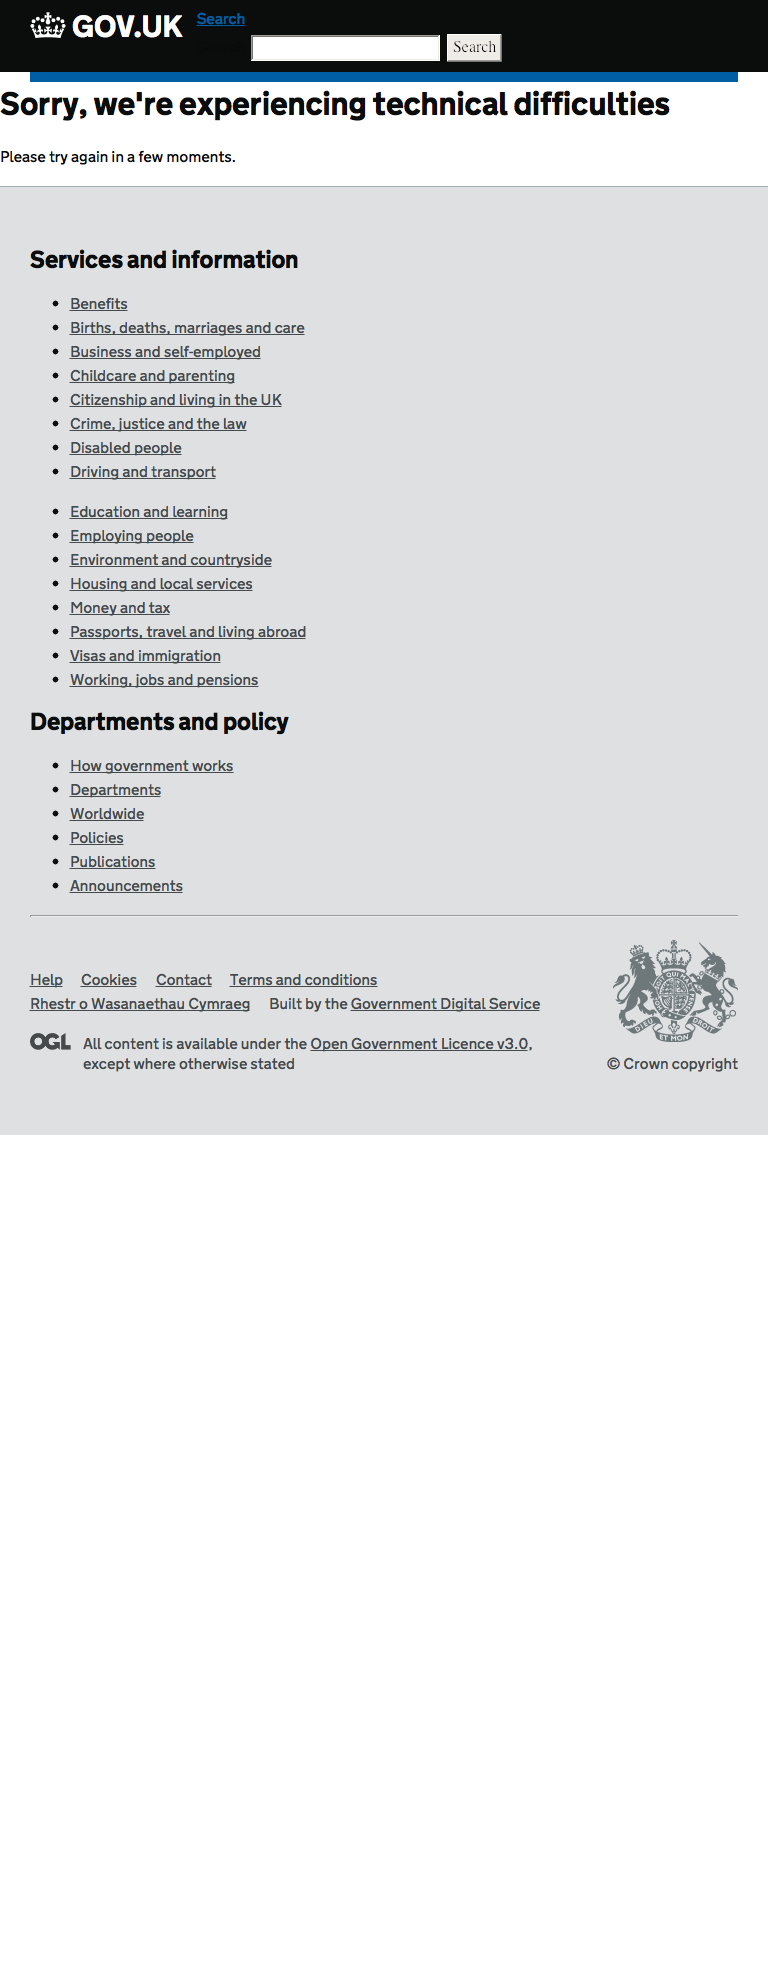 GOV.UK
Search
Search
Sorry, we're experiencing technical difficulties
Please try again in a few moments.
Services and information
Benefits
Births, deaths, marriages and care
Business and self-employed
Childcare and parenting
Citizenship and living in the UK
Crime, justice and the law
Disabled people
Driving and transport
Education and learning
Employing people
Environment and countryside
Housing and local services
Money and tax
Passports, travel and living abroad
Visas and immigration
Working, jobs and pensions
Departments and policy
How government works
Departments
Worldwide
Policies
Publications
Announcements
Help Cookies Contact Terms and conditions
Rhestr o Wasanaethau Cymraeg Built by the Government Digital Service
OGL All content is available under the Open Government Licence v3.0,
except where otherwise stated
DIEU ET MON DROIT
© Crown copyright